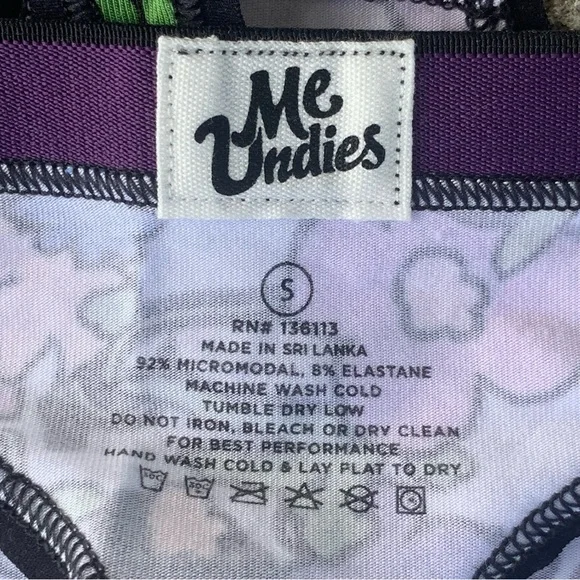 Me
Undies
S
RN# 136113
MADE IN SRI LANKA
92% MICROMODAL, 8% ELASTANE
MACHINE WASH COLD
TUMBLE DRY LOW
DO NOT IRON, BLEACH OR DRY CLEAN
FOR BEST PERFORMANCE
HAND WASH COLD & LAY FLAT TO DRY